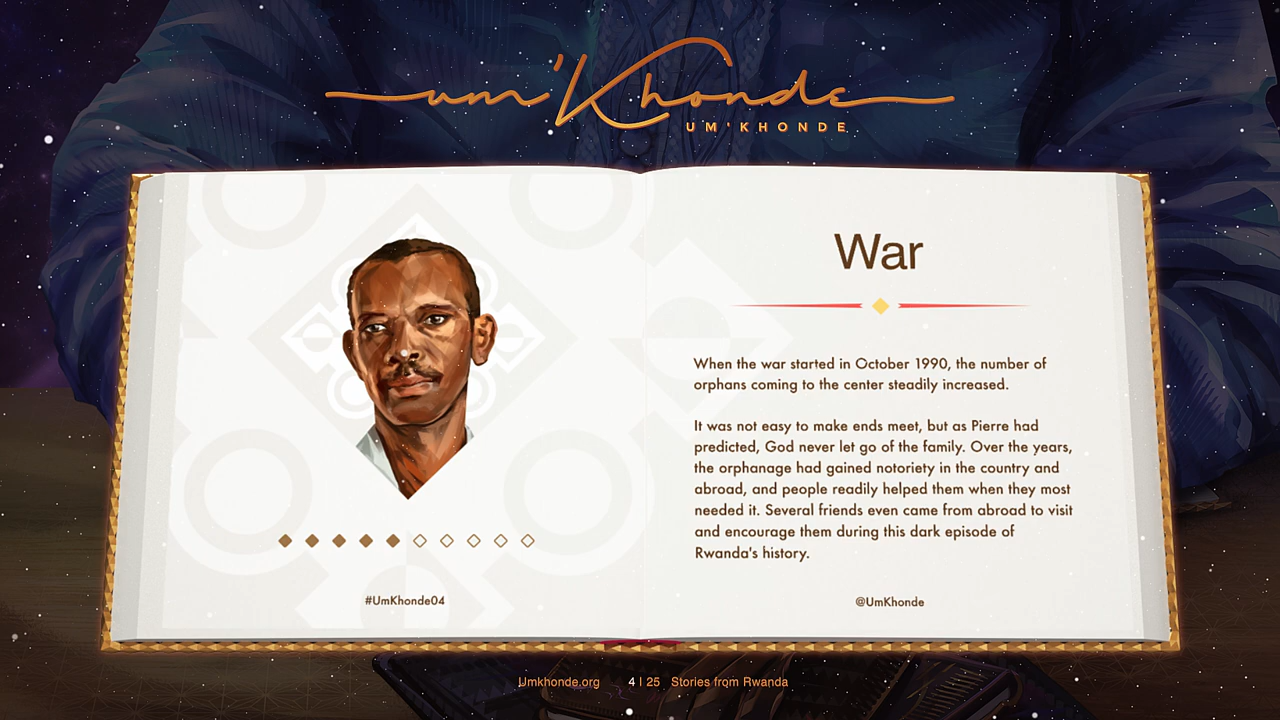 um'Khonde
UM'KHONDE
War
When the war started in October 1990, the number of
orphans coming to the center steadily increased.
It was not easy to make ends meet, but as Pierre had
predicted, God never let go of the family. Over the years,
the orphanage had gained notoriety in the country and
abroad, and people readily helped them when they most
needed it. Several friends even came from abroad to visit
and encourage them during this dark episode of
Rwanda's history.
#UmKhonde04
@UmKhonde
Umkhonde.org 4 | 25 Stories from Rwanda